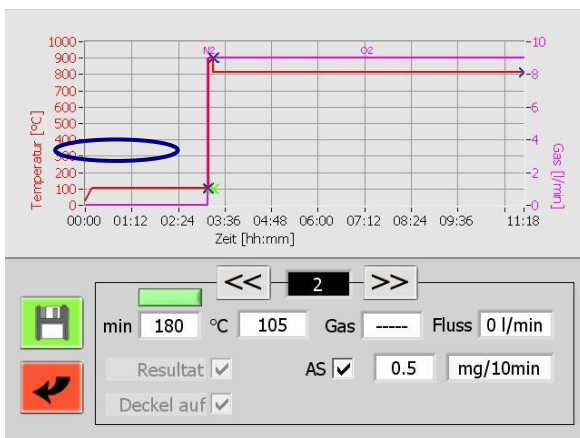 1000
900
800
700
600
500
400
300
200
100
0
Temperatur [°C]
N2
O2
10
8
6
4
2
0
Gas [l/min]
00:00 01:12 02:24 03:36 04:48 06:00 07:12 08:24 09:36 11:18
Zeit [hh:mm]
<< 2 >>
min 180 °C 105 Gas ----- Fluss 0 l/min
Resultat AS 0.5 mg/10min
Deckel auf